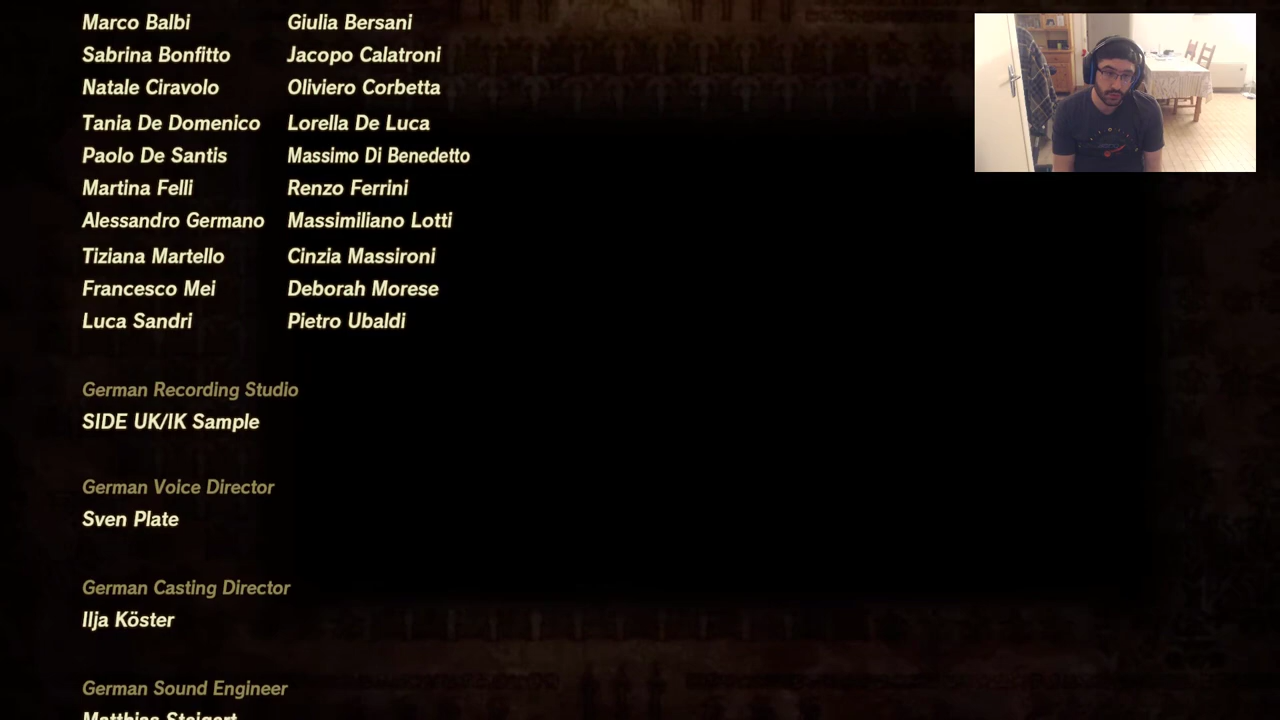 Marco Balbi Giulia Bersani
Sabrina Bonfitto Jacopo Calatroni
Natale Ciravolo Oliviero Corbetta
Tania De Domenico Lorella De Luca
Paolo De Santis Massimo Di Benedetto
Martina Felli Renzo Ferrini
Alessandro Germano Massimiliano Lotti
Tiziana Martello Cinzia Massironi
Francesco Mei Deborah Morese
Luca Sandri Pietro Ubaldi
German Recording Studio
SIDE UK/IK Sample
German Voice Director
Sven Plate
German Casting Director
Ilja Köster
German Sound Engineer
Matthias Steigert